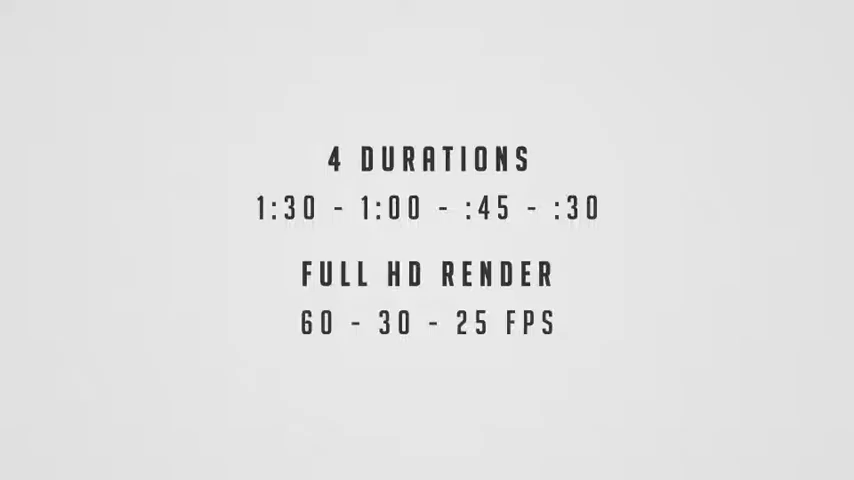 4 DURATIONS
1:30 - 1:00 - :45 - :30
FULL HD RENDER
60 - 30 - 25 FPS